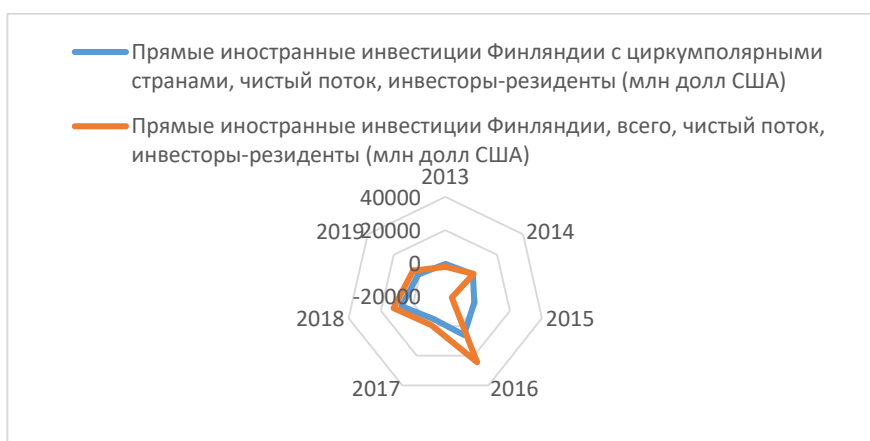 Прямые иностранные инвестиции Финляндии с циркумполярными
странами, чистый поток, инвесторы-резиденты (млн долл США)
Прямые иностранные инвестиции Финляндии, всего, чистый поток,
инвесторы-резиденты (млн долл США)
2013
40000
20000
2019
2014
0
-20000
2018
2015
2017
2016